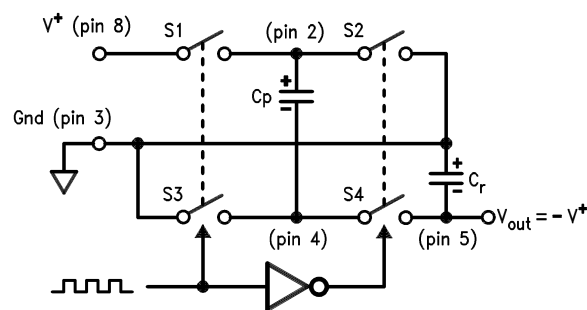 V+ (pin 8)
S1
(pin 2)
S2
+
Cp
-
Gnd (pin 3)
+
Cr
-
S3
S4
Vout = - V+
(pin 4)
(pin 5)